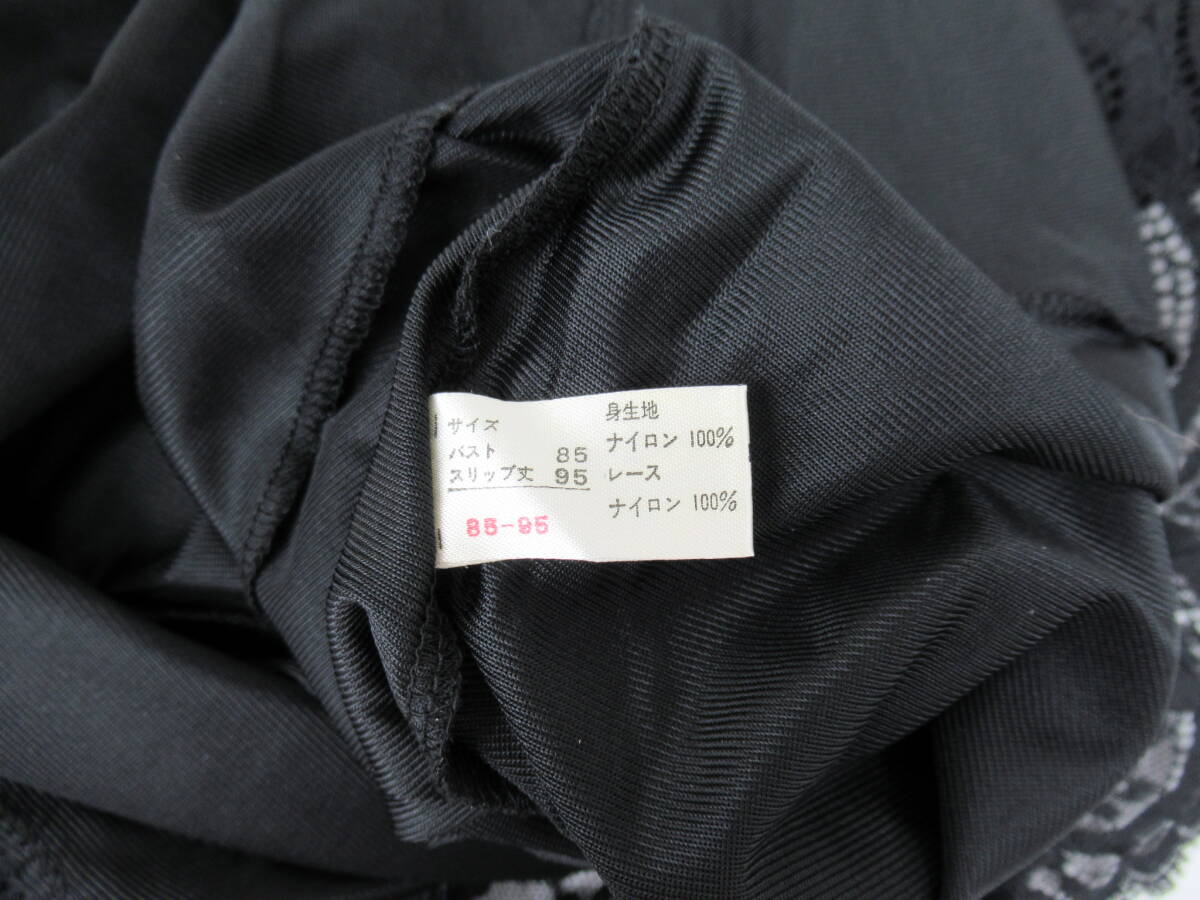 サイズ
バスト 85
スリップ丈 95
85-95
身生地
ナイロン 100%
レース
ナイロン 100%